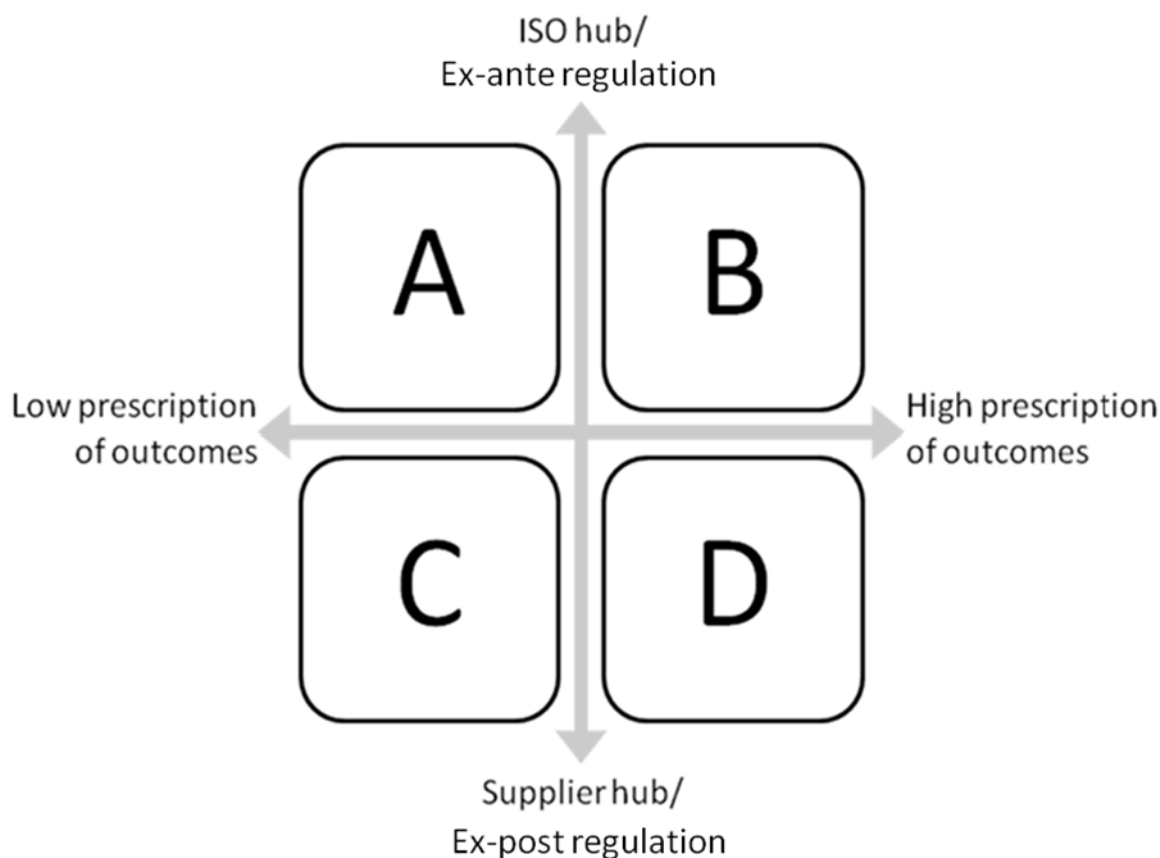 ISO hub/
Ex-ante regulation
A
B
Low prescription
of outcomes
High prescription
of outcomes
C
D
Supplier hub/
Ex-post regulation